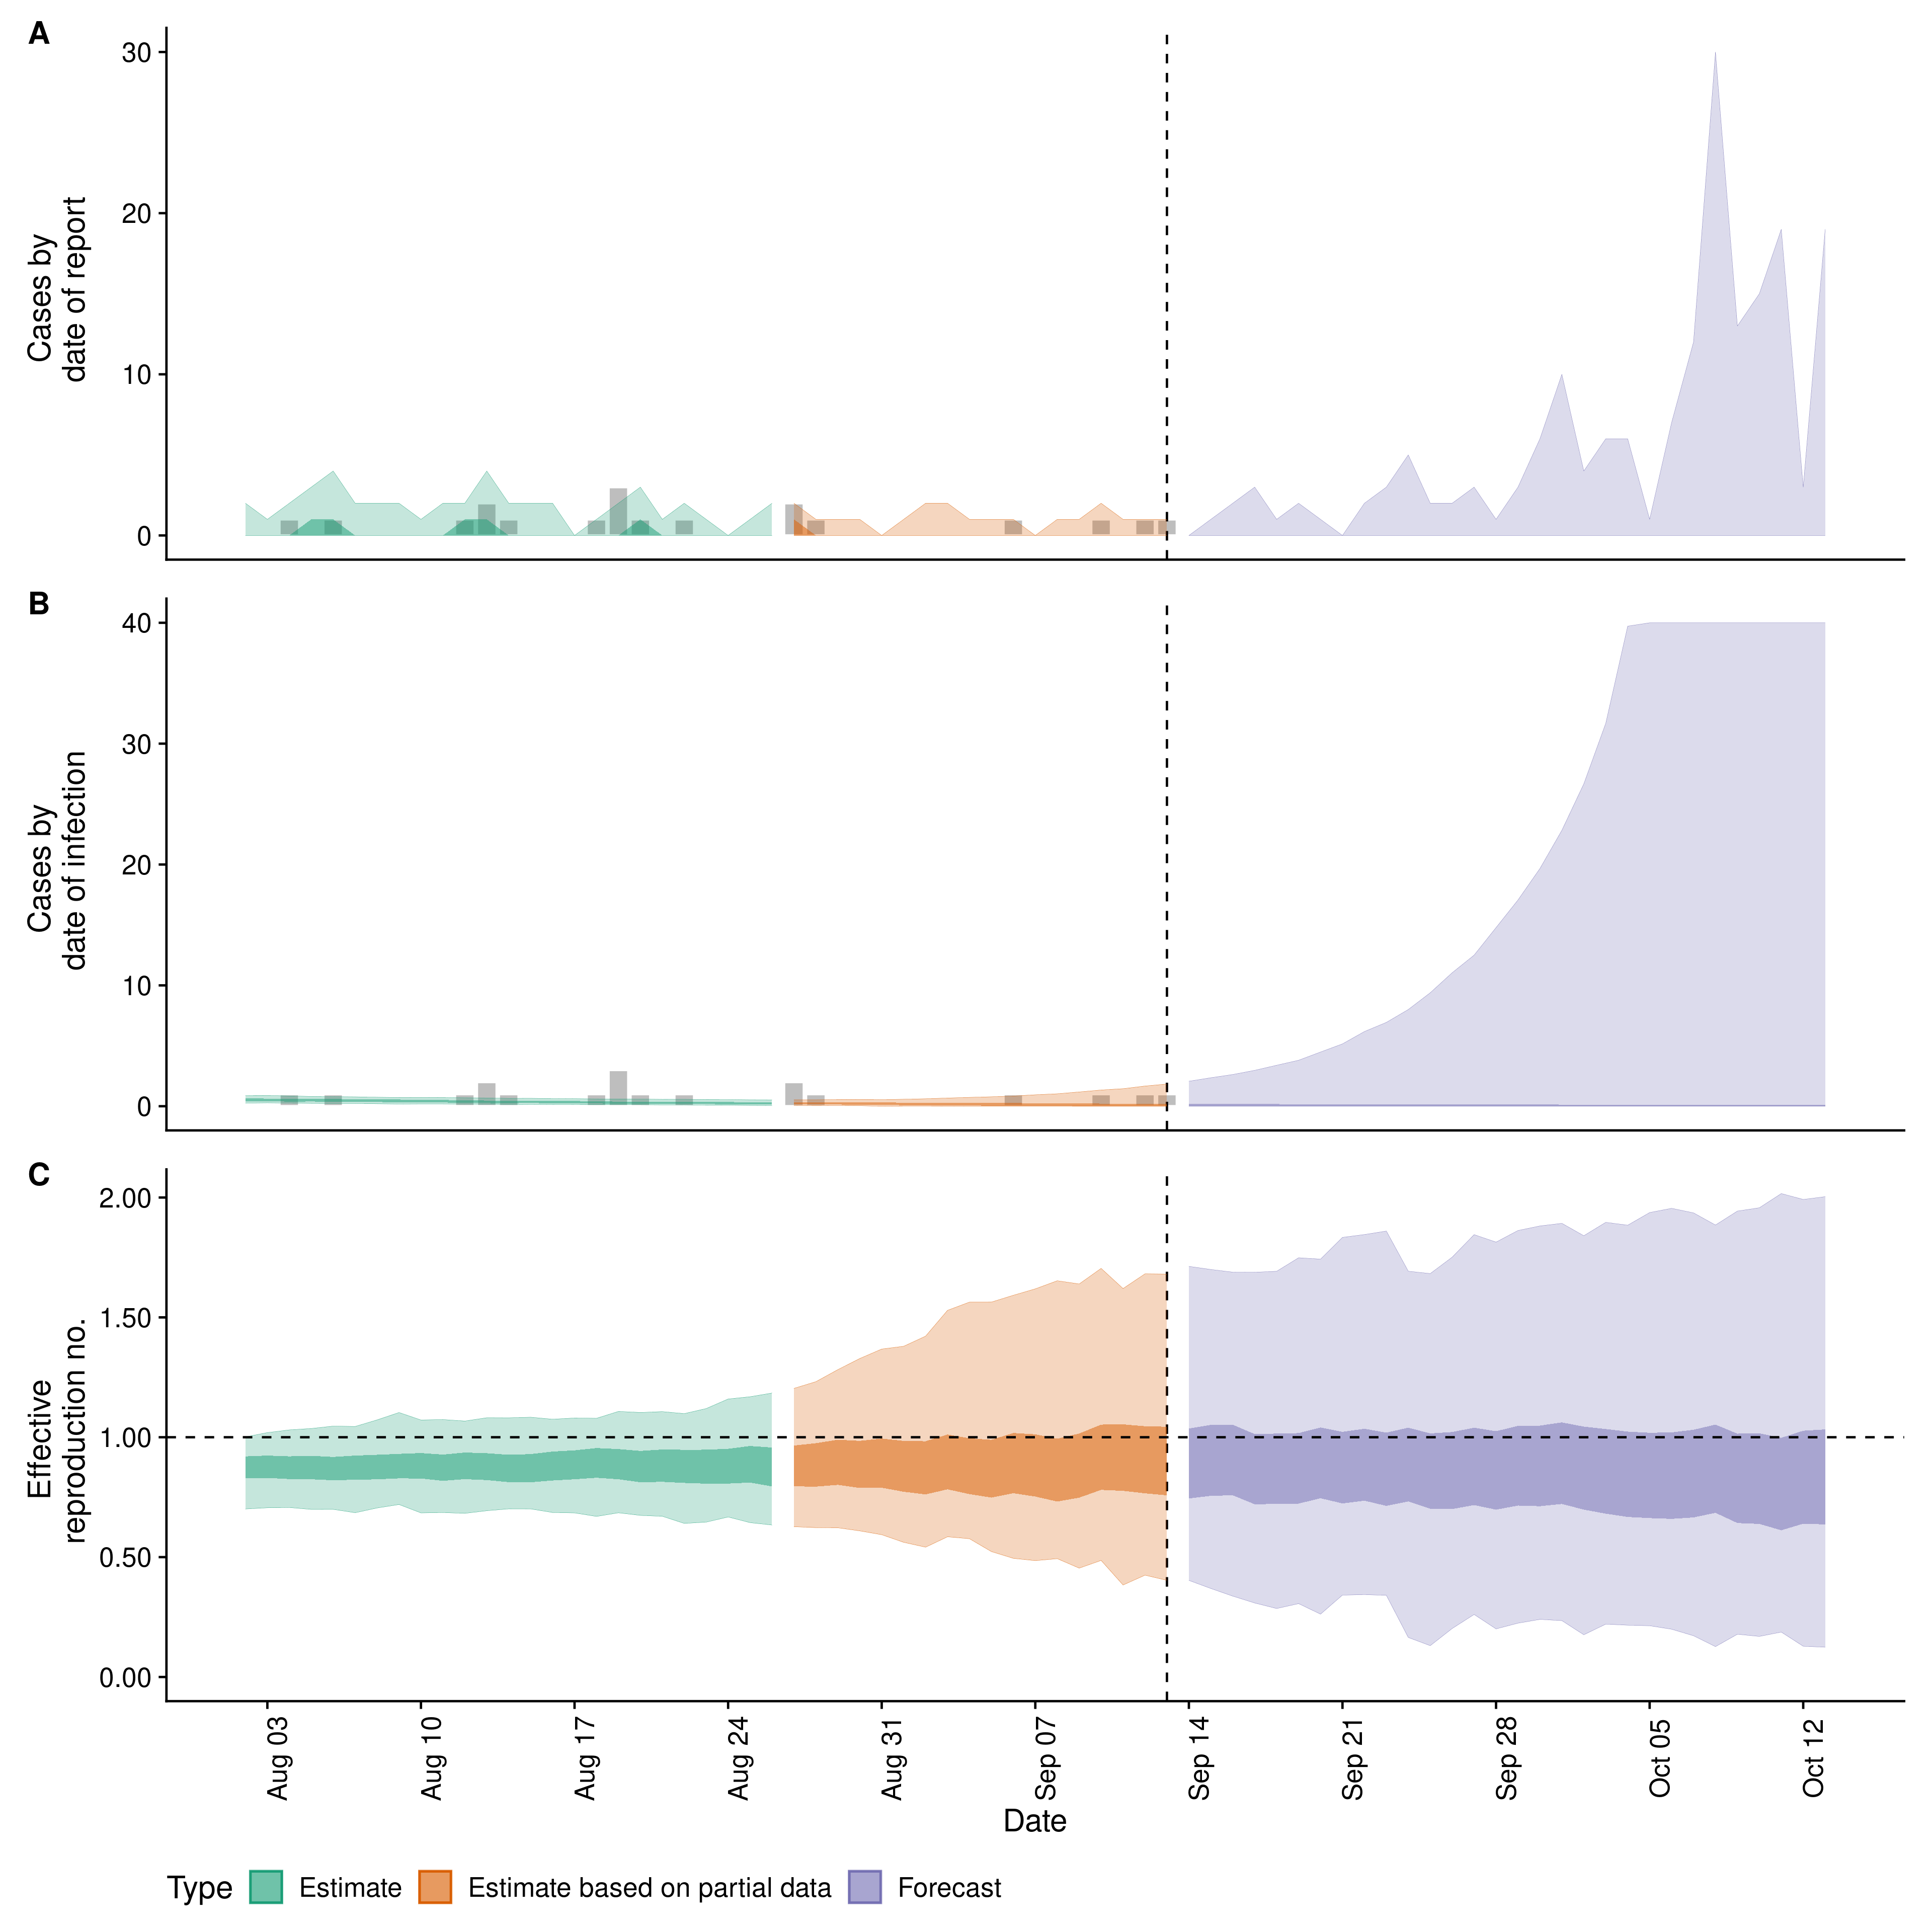 A
Cases by
date of report
30
20
10
0
B
Cases by
date of infection
40
30
20
10
0
C
Effective
reproduction no.
2.00
1.50
1.00
0.50
0.00
Aug 03
Aug 10
Aug 17
Aug 24
Aug 31
Sep 07
Sep 14
Sep 21
Sep 28
Oct 05
Oct 12
Date
Type Estimate Estimate based on partial data Forecast